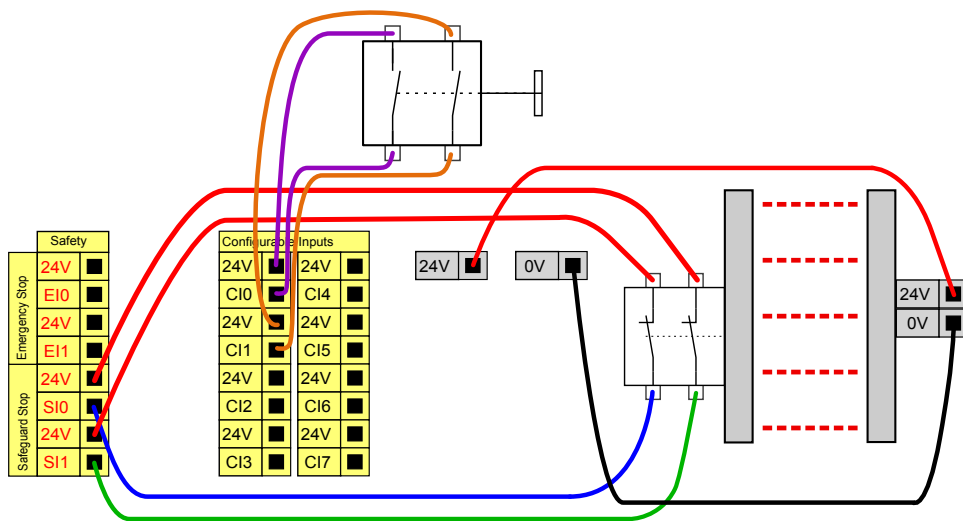 Safety
Emergency Stop
24V
EI0
24V
EI1
Safeguard Stop
24V
SI0
24V
SI1
Configurable Inputs
24V 24V
CI0 CI4
24V 24V
CI1 CI5
24V 24V
CI2 CI6
24V 24V
CI3 CI7
24V
0V
24V
0V